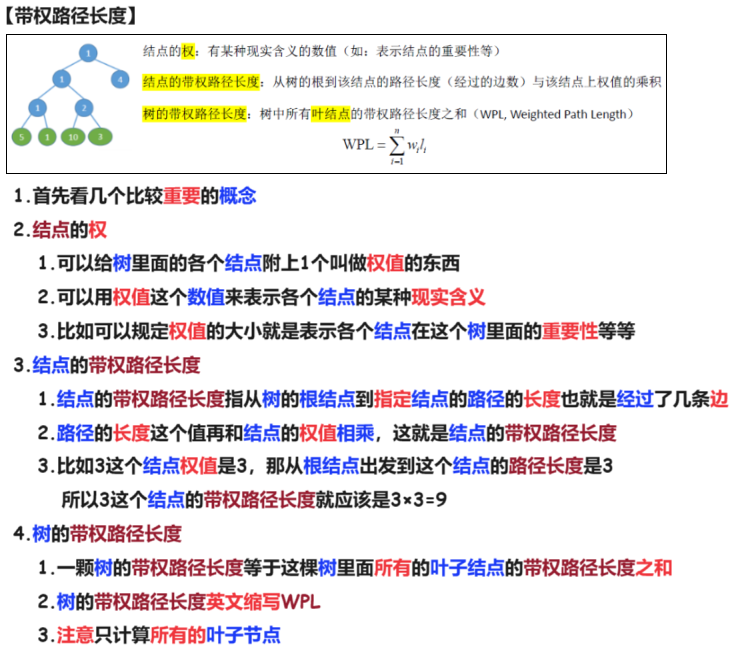 【带权路径长度】
1
结点的权：有某种现实含义的数值（如：表示结点的重要性等）
1
4
结点的带权路径长度：从树的根到该结点的路径长度（经过的边数）与该结点上权值的乘积
1
2
树的带权路径长度：树中所有叶结点的带权路径长度之和（WPL, Weighted Path Length）
5
1
10
3
WPL = ∑ⁿᵢ₌₁ wᵢlᵢ
1.首先看几个比较重要的概念
2.结点的权
1.可以给树里面的各个结点附上1个叫做权值的东西
2.可以用权值这个数值来表示各个结点的某种现实含义
3.比如可以规定权值的大小就是表示各个结点在这个树里面的重要性等等
3.结点的带权路径长度
1.结点的带权路径长度指从树的根结点到指定结点的路径的长度也就是经过了几条边
2.路径的长度这个值再和结点的权值相乘，这就是结点的带权路径长度
3.比如3这个结点权值是3，那从根结点出发到这个结点的路径长度是3
所以3这个结点的带权路径长度就应该是3×3=9
4.树的带权路径长度
1.一颗树的带权路径长度等于这棵树里面所有的叶子结点的带权路径长度之和
2.树的带权路径长度英文缩写WPL
3.注意只计算所有的叶子节点